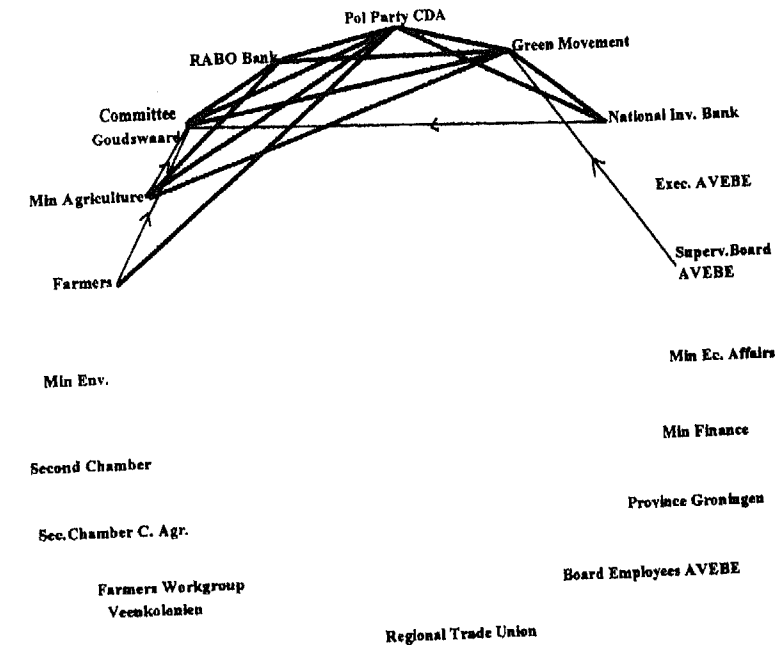 Pol Party CDA
RABO Bank
Green Movement
Committee
Goudswaard
National Inv. Bank
Min Agriculture
Exec. AVEBE
Farmers
Superv.Board
AVEBE
Min Env.
Min Ec. Affairs
Min Finance
Second Chamber
Province Groningen
Sec.Chamber C. Agr.
Farmers Workgroup
Veenkolonien
Board Employees AVEBE
Regional Trade Union